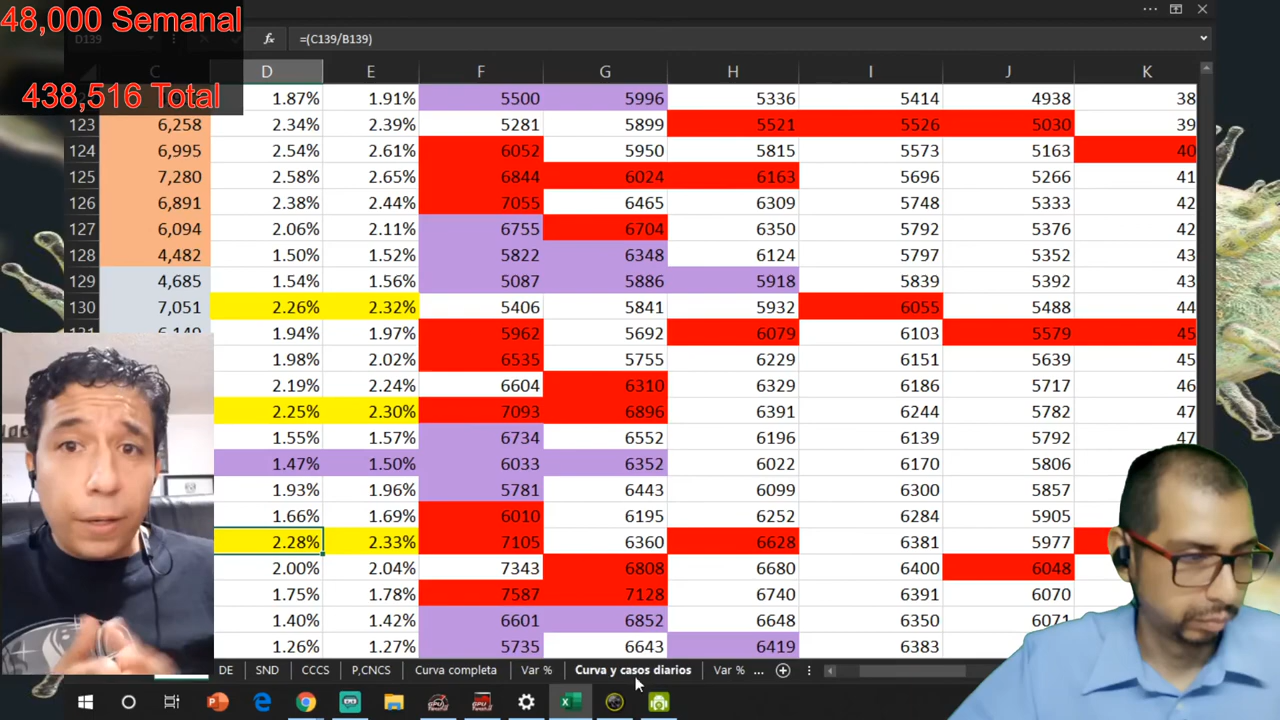 48,000 Semanal
438,516 Total
D139 fx =(C139/B139)
C D E F G H I J K
1.87% 1.91% 5500 5996 5336 5414 4938 38
123 6,258 2.34% 2.39% 5281 5899 5521 5526 5030 39
124 6,995 2.54% 2.61% 6052 5950 5815 5573 5163 40
125 7,280 2.58% 2.65% 6844 6024 6163 5696 5266 41
126 6,891 2.38% 2.44% 7055 6465 6309 5748 5333 42
127 6,094 2.06% 2.11% 6755 6704 6350 5792 5376 42
128 4,482 1.50% 1.52% 5822 6348 6124 5797 5392 43
129 4,685 1.54% 1.56% 5087 5886 5918 5839 5392 43
130 7,051 2.26% 2.32% 5406 5841 5932 6055 5488 44
1.94% 1.97% 5962 5692 6079 6103 5579 45
1.98% 2.02% 6535 5755 6229 6151 5639 45
2.19% 2.24% 6604 6310 6329 6186 5717 46
2.25% 2.30% 7093 6896 6391 6244 5782 47
1.55% 1.57% 6734 6552 6196 6139 5792 47
1.47% 1.50% 6033 6352 6022 6170 5806
1.93% 1.96% 5781 6443 6099 6300 5857
1.66% 1.69% 6010 6195 6252 6284 5905
2.28% 2.33% 7105 6360 6628 6381 5977
2.00% 2.04% 7343 6808 6680 6400 6048
1.75% 1.78% 7587 7128 6740 6391 6070
1.40% 1.42% 6601 6852 6648 6350 6071
1.26% 1.27% 5735 6643 6419 6383
DE SND CCCS P,CNCS Curva completa Var % Curva y casos diarios Var % ...